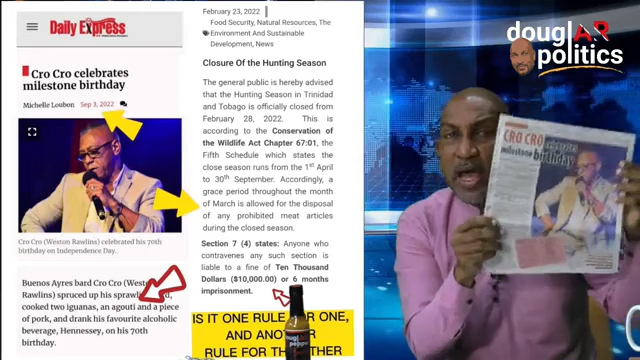 Daily Express
Cro Cro celebrates
milestone birthday
Michelle Loubon Sep 3, 2022
Cro Cro (Weston Rawlins) celebrated his 70th
birthday on Independence Day.
Buenos Ayres bard Cro Cro (Weston
Rawlins) spruced up his sprawling yard,
cooked two iguanas, an agouti and a piece
of pork, and drank his favourite alcoholic
beverage, Hennessey, on his 70th
birthday.
February 23, 2022 |
Food Security, Natural Resources, The
Environment And Sustainable
Development, News
Closure Of the Hunting Season
The general public is hereby advised
that the Hunting Season in Trinidad
and Tobago is officially closed from
February 28, 2022. This is
according to the Conservation of
the Wildlife Act Chapter 67:01, the
Fifth Schedule which states the
close season runs from the 1st April
to 30th September. Accordingly, a
grace period throughout the month
of March is allowed for the disposal
of any prohibited meat articles
during the closed season.
Section 7 (4) states: Anyone who
contravenes any such section is
liable to a fine of Ten Thousand
Dollars ($10,000.00) or 6 months
imprisonment.
IS IT ONE RULE FOR ONE,
AND ANOTHER
RULE FOR THE OTHER
douglAR
politics
CRO CRO celebrates
milestone birthday